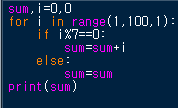 sum,i=0,0
for i in range(1,100,1):
    if i%7==0:
        sum=sum+i
    else:
        sum=sum
print(sum)